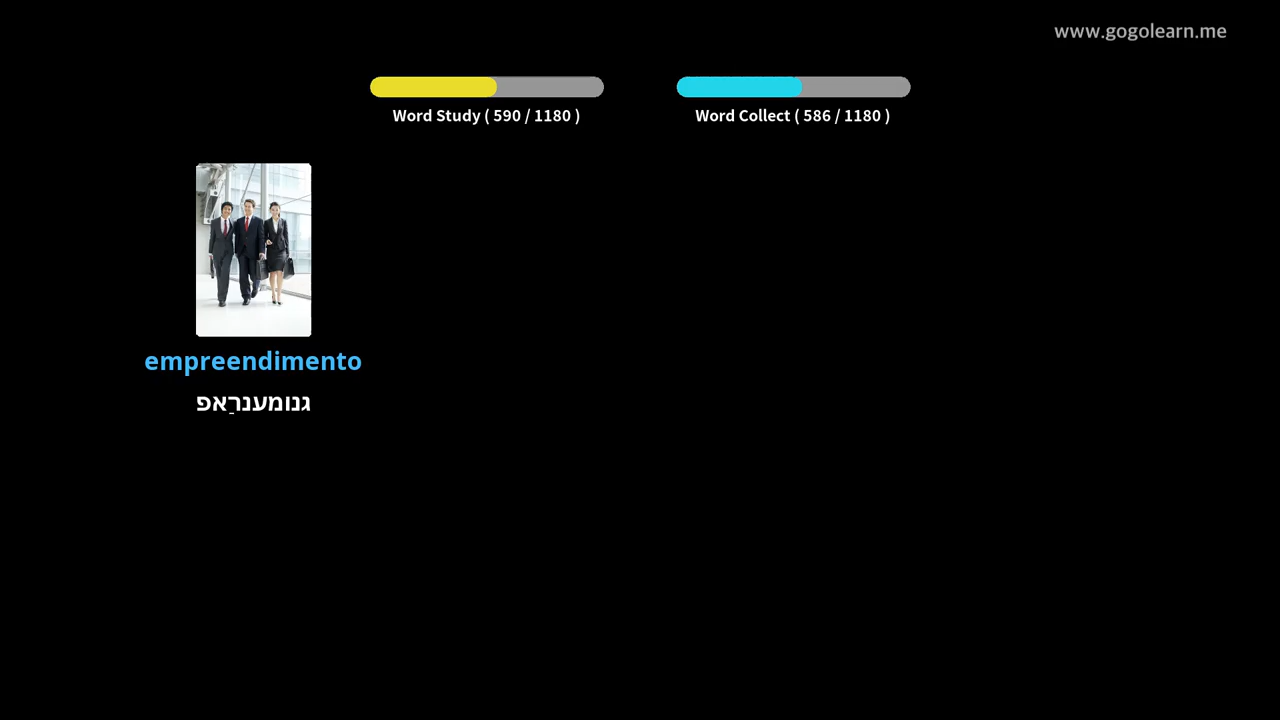 www.gogolearn.me
Word Study ( 590 / 1180 )
Word Collect ( 586 / 1180 )
empreendimento
גנומענרַאפ